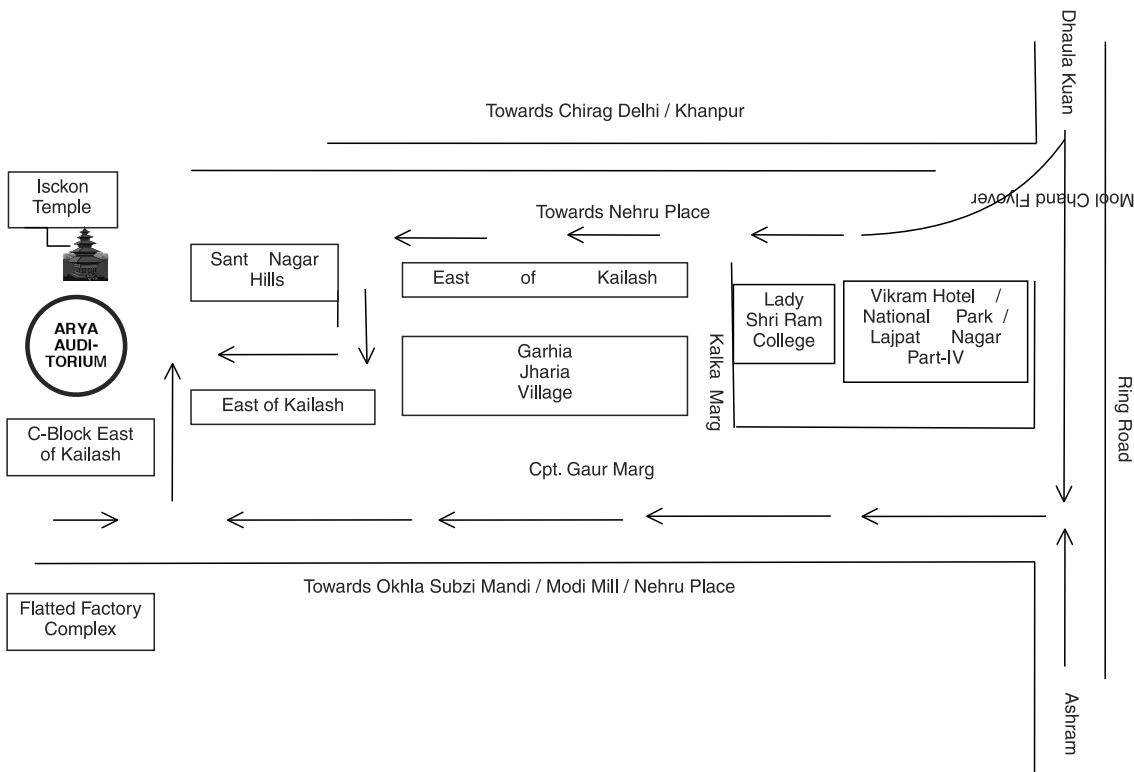 Dhaula Kuan
Towards Chirag Delhi / Khanpur
Isckon
Temple
Mool Chand Flyover
Towards Nehru Place
Sant Nagar
Hills
East of Kailash
Lady
Shri Ram
College
Vikram Hotel /
National Park /
Lajpat Nagar
Part-IV
ARYA
AUDI-
TORIUM
Garhia
Jharia
Village
Kalka Marg
Ring Road
East of Kailash
C-Block East
of Kailash
Cpt. Gaur Marg
Towards Okhla Subzi Mandi / Modi Mill / Nehru Place
Flatted Factory
Complex
Ashram